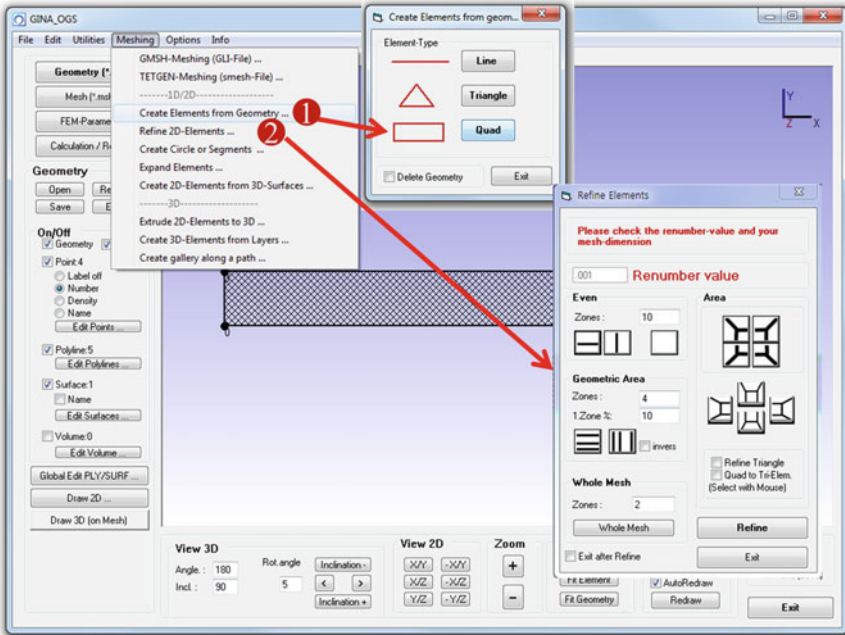 GINA_OGS
File Edit Utilities Meshing Options Info
GMSH-Meshing (GLI-File) ...
TETGEN-Meshing (smesh-File) ...
--------1D/2D--------------------
Create Elements from Geometry ...
Refine 2D-Elements ...
Create Circle or Segments ...
Expand Elements ...
Create 2D-Elements from 3D-Surfaces ...
--------3D--------------------
Extrude 2D-Elements to 3D ...
Create 3D-Elements from Layers ...
Create gallery along a path ...
1
2
Create Elements from geom...
Element-Type
Line
Triangle
Quad
Delete Geometry
Exit
Y
Z
X
Geometry (*.
Mesh (*.msh
FEM-Parame
Calculation / Re
Geometry
Open
Save
On/Off
Geometry
Point:4
Label off
Number
Density
Name
Edit Points ...
Polyline:5
Edit Polylines ...
Surface:1
Name
Edit Surfaces ...
Volume:0
Edit Volume ...
Global Edit PLY/SURF ...
Draw 2D ...
Draw 3D (on Mesh)
0
Refine Elements
Please check the renumber-value and your
mesh-dimension
.001 Renumber value
Even
Zones : 10
Area
Geometric Area
Zones : 4
1.Zone %: 10
invers
Refine Triangle
Quad to Tri-Elem.
(Select with Mouse)
Whole Mesh
Zones : 2
Whole Mesh
Refine
Exit after Refine
Exit
View 3D
Angle. : 180
Incl. : 90
Rot.angle
5
Inclination -
<
>
Inclination +
View 2D
X/Y -X/Y
X/Z -X/Z
Y/Z -Y/Z
Zoom
+
-
Fit Element
Fit Geometry
AutoRedraw
Redraw
Exit